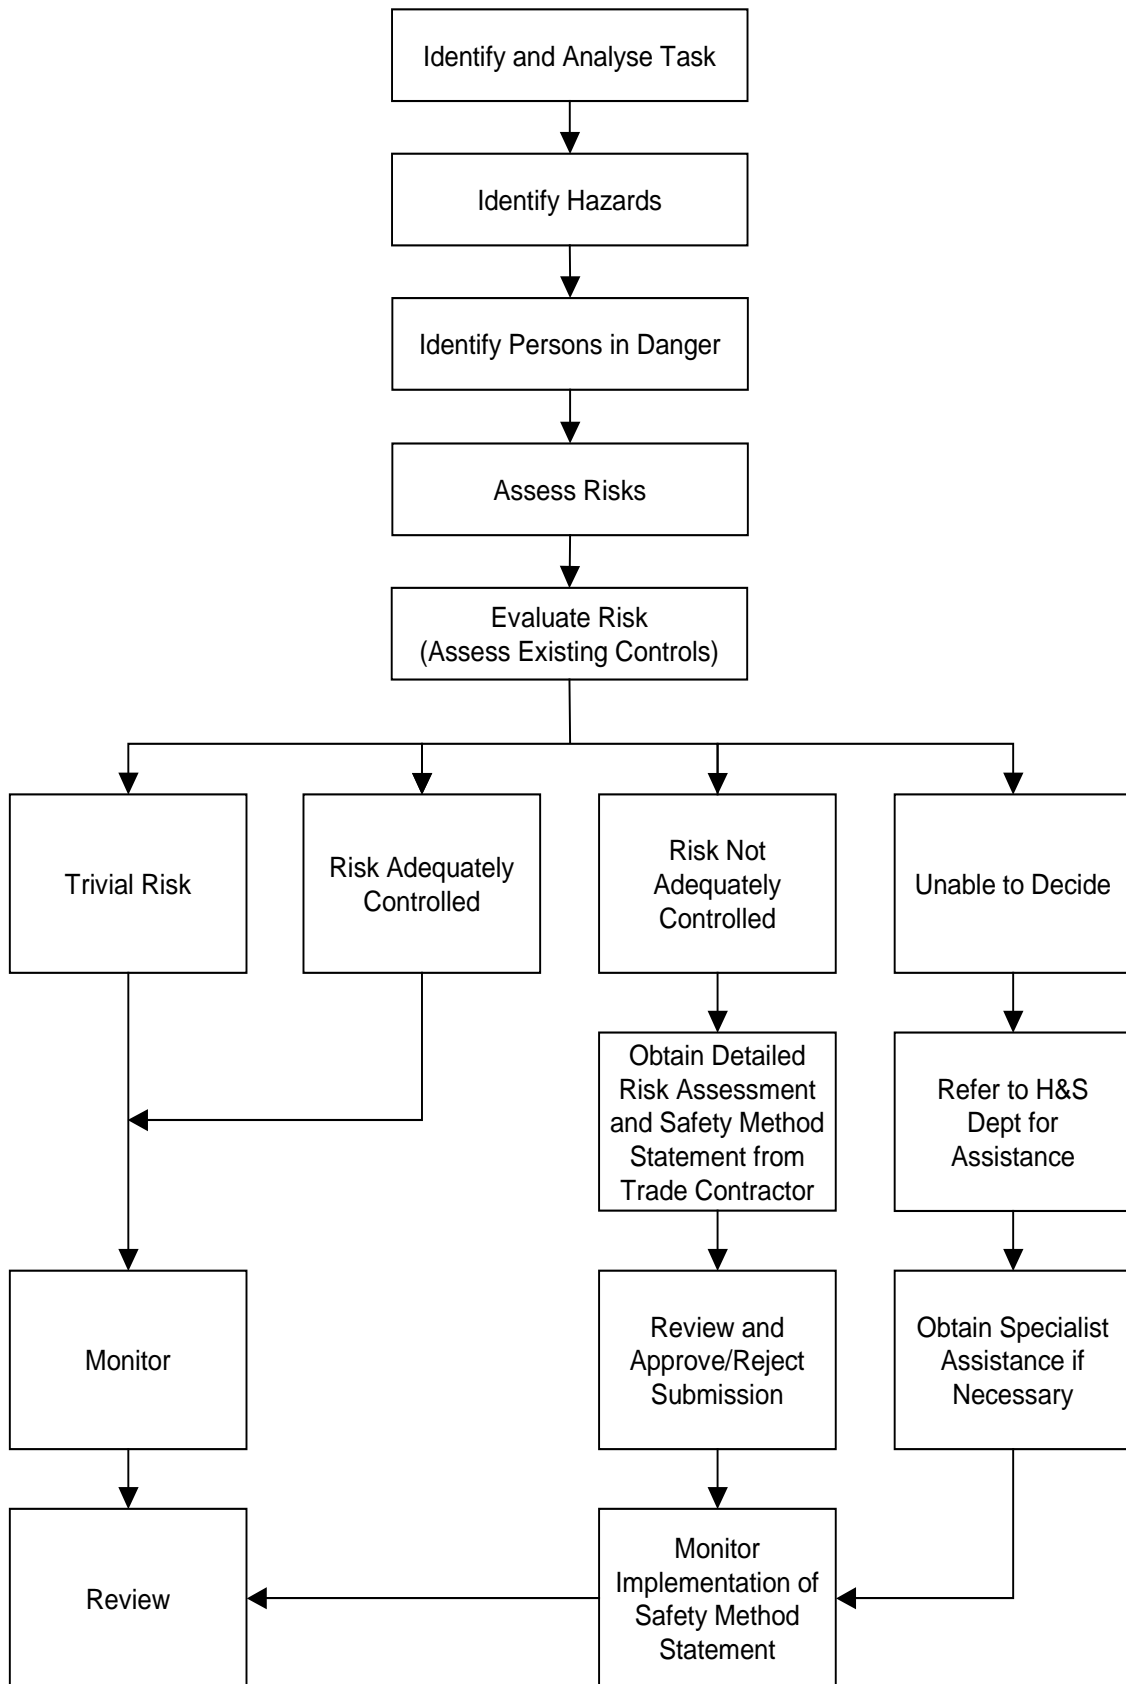 Identify and Analyse Task
Identify Hazards
Identify Persons in Danger
Assess Risks
Evaluate Risk
(Assess Existing Controls)
Trivial Risk
Risk Adequately
Controlled
Risk Not
Adequately
Controlled
Unable to Decide
Obtain Detailed
Risk Assessment
and Safety Method
Statement from
Trade Contractor
Refer to H&S
Dept for
Assistance
Monitor
Review and
Approve/Reject
Submission
Obtain Specialist
Assistance if
Necessary
Review
Monitor
Implementation of
Safety Method
Statement